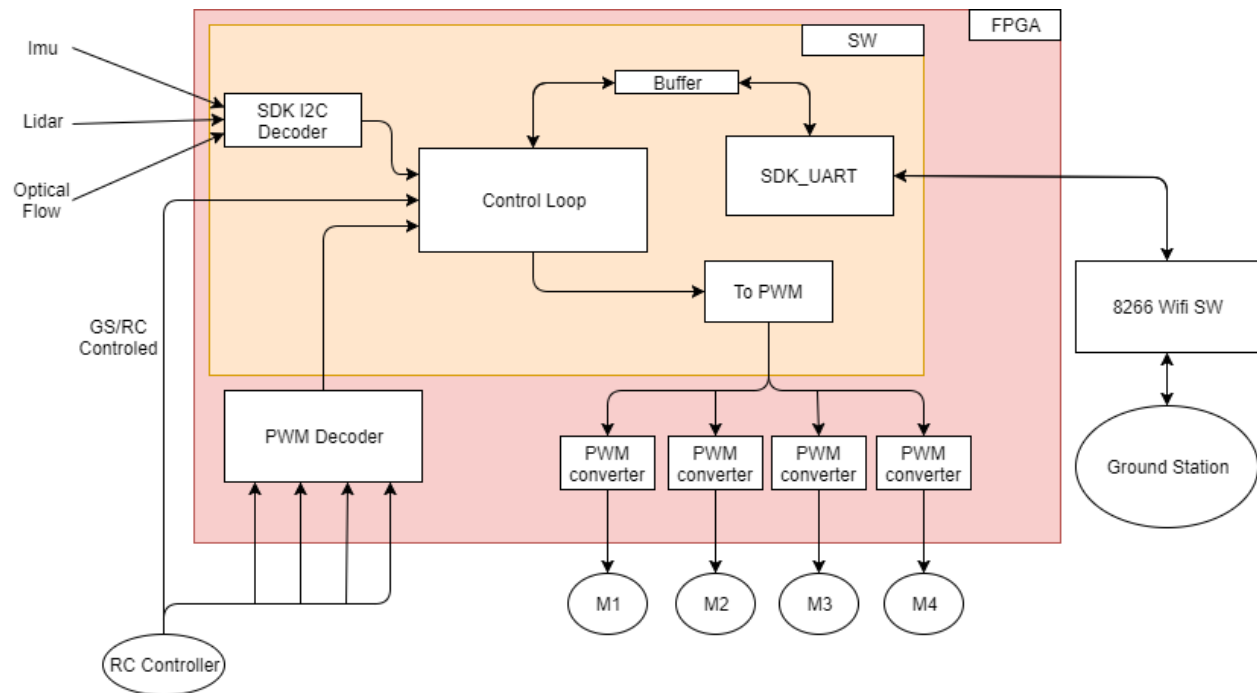 FPGA
SW
Imu
Buffer
SDK I2C
Decoder
Lidar
SDK_UART
Optical
Flow
Control Loop
To PWM
8266 Wifi SW
GS/RC
Controled
PWM Decoder
PWM
converter
PWM
converter
PWM
converter
PWM
converter
Ground Station
M1
M2
M3
M4
RC Controller